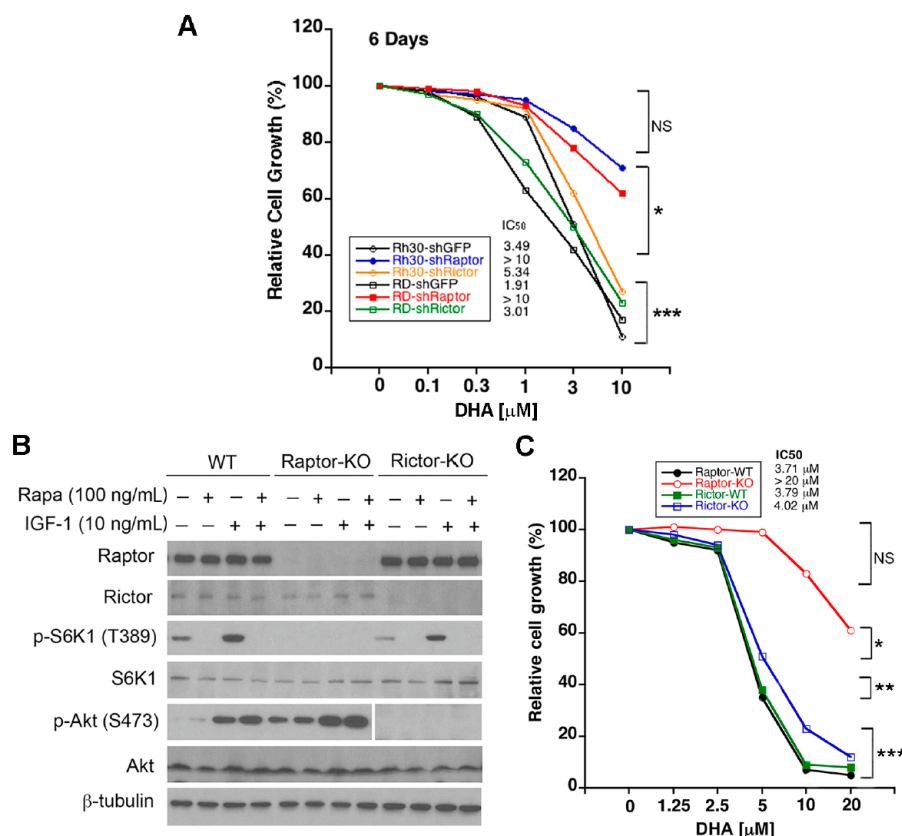 A
6 Days
Relative Cell Growth (%)
120
100
80
60
40
20
0
0 0.1 0.3 1 3 10
DHA [μM]
IC50
Rh30-shGFP 3.49
Rh30-shRaptor > 10
Rh30-shRictor 5.34
RD-shGFP 1.91
RD-shRaptor > 10
RD-shRictor 3.01
NS
*
***
B
WT Raptor-KO Rictor-KO
Rapa (100 ng/mL) – + – + – + – + – + – +
IGF-1 (10 ng/mL) – – + + – – + + – – + +
Raptor
Rictor
p-S6K1 (T389)
S6K1
p-Akt (S473)
Akt
β-tubulin
C
IC50
Raptor-WT 3.71 μM
Raptor-KO > 20 μM
Rictor-WT 3.79 μM
Rictor-KO 4.02 μM
Relative cell growth (%)
120
100
80
60
40
20
0
0 1.25 2.5 5 10 20
DHA [μM]
NS
*
**
***